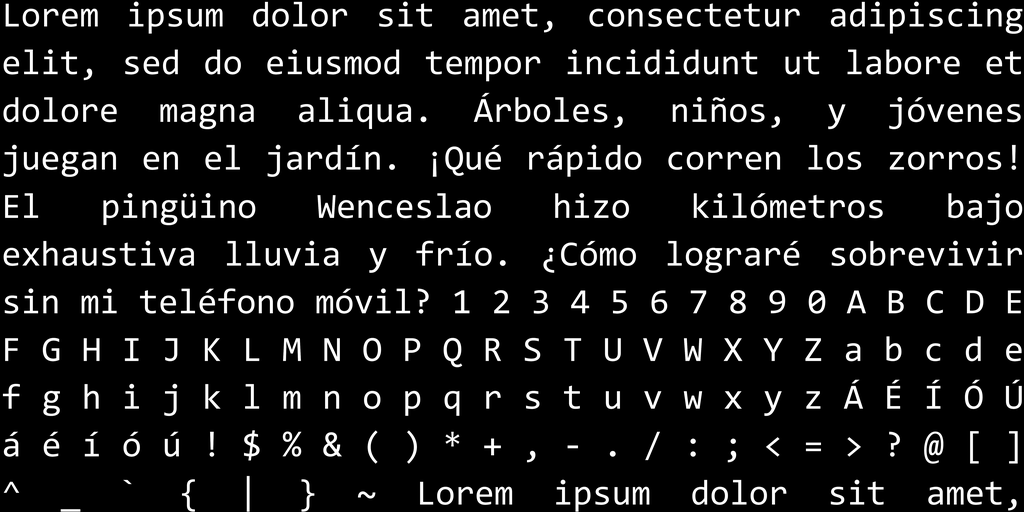 Lorem ipsum dolor sit amet, consectetur adipiscing
elit, sed do eiusmod tempor incididunt ut labore et
dolore magna aliqua. Árboles, niños, y jóvenes
juegan en el jardín. ¡Qué rápido corren los zorros!
El pingüino Wenceslao hizo kilómetros bajo
exhaustiva lluvia y frío. ¿Cómo lograré sobrevivir
sin mi teléfono móvil? 1 2 3 4 5 6 7 8 9 0 A B C D E
F G H I J K L M N O P Q R S T U V W X Y Z a b c d e
f g h i j k l m n o p q r s t u v w x y z Á É Í Ó Ú
á é í ó ú ! $ % & ( ) * + , - . / : ; < = > ? @ [ ]
^ _ ` { | } ~ Lorem ipsum dolor sit amet,